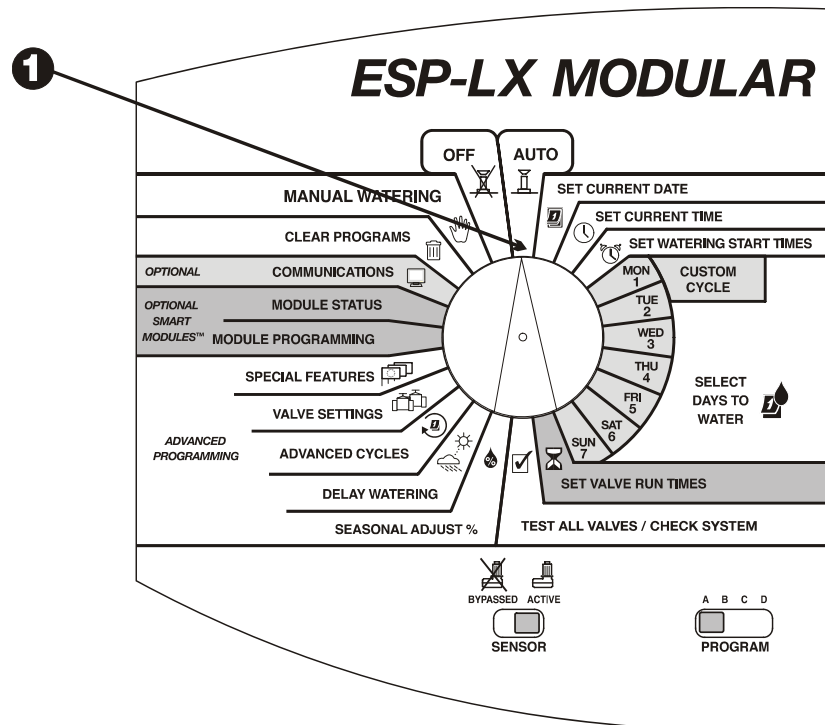 1
ESP-LX MODULAR
OFF
AUTO
MANUAL WATERING
CLEAR PROGRAMS
OPTIONAL
COMMUNICATIONS
OPTIONAL
SMART
MODULES™
MODULE STATUS
MODULE PROGRAMMING
SPECIAL FEATURES
VALVE SETTINGS
ADVANCED
PROGRAMMING
ADVANCED CYCLES
DELAY WATERING
SEASONAL ADJUST %
SET CURRENT DATE
1
SET CURRENT TIME
SET WATERING START TIMES
MON
1
CUSTOM
CYCLE
TUE
2
WED
3
THU
4
FRI
5
SAT
6
SUN
7
SELECT
DAYS TO
WATER
1
SET VALVE RUN TIMES
TEST ALL VALVES / CHECK SYSTEM
%
BYPASSED ACTIVE
SENSOR
A B C D
PROGRAM